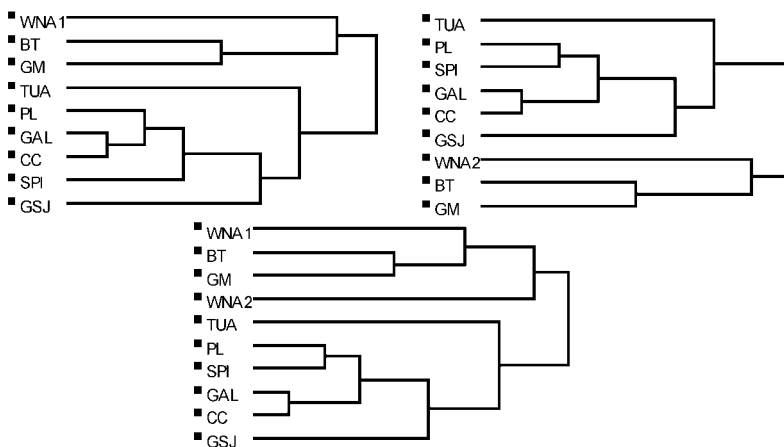 WNA1
BT
GM
TUA
PL
GAL
CC
SPI
GSJ
TUA
PL
SPI
GAL
CC
GSJ
WNA2
BT
GM
WNA1
BT
GM
WNA2
TUA
PL
SPI
GAL
CC
GSJ